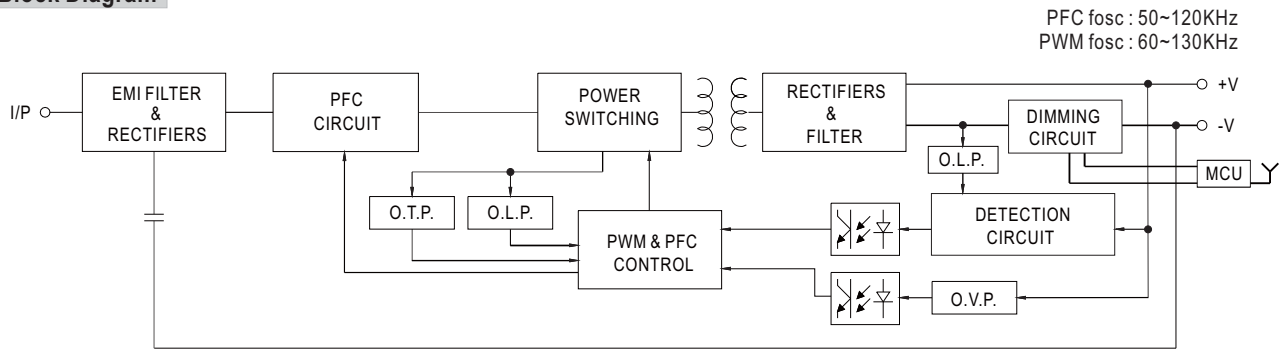 Block Diagram
PFC fosc : 50~120KHz
PWM fosc : 60~130KHz
I/P
EMI FILTER
&
RECTIFIERS
PFC
CIRCUIT
POWER
SWITCHING
RECTIFIERS
&
FILTER
DIMMING
CIRCUIT
+V
-V
O.L.P.
MCU
O.T.P.
O.L.P.
PWM & PFC
CONTROL
DETECTION
CIRCUIT
O.V.P.